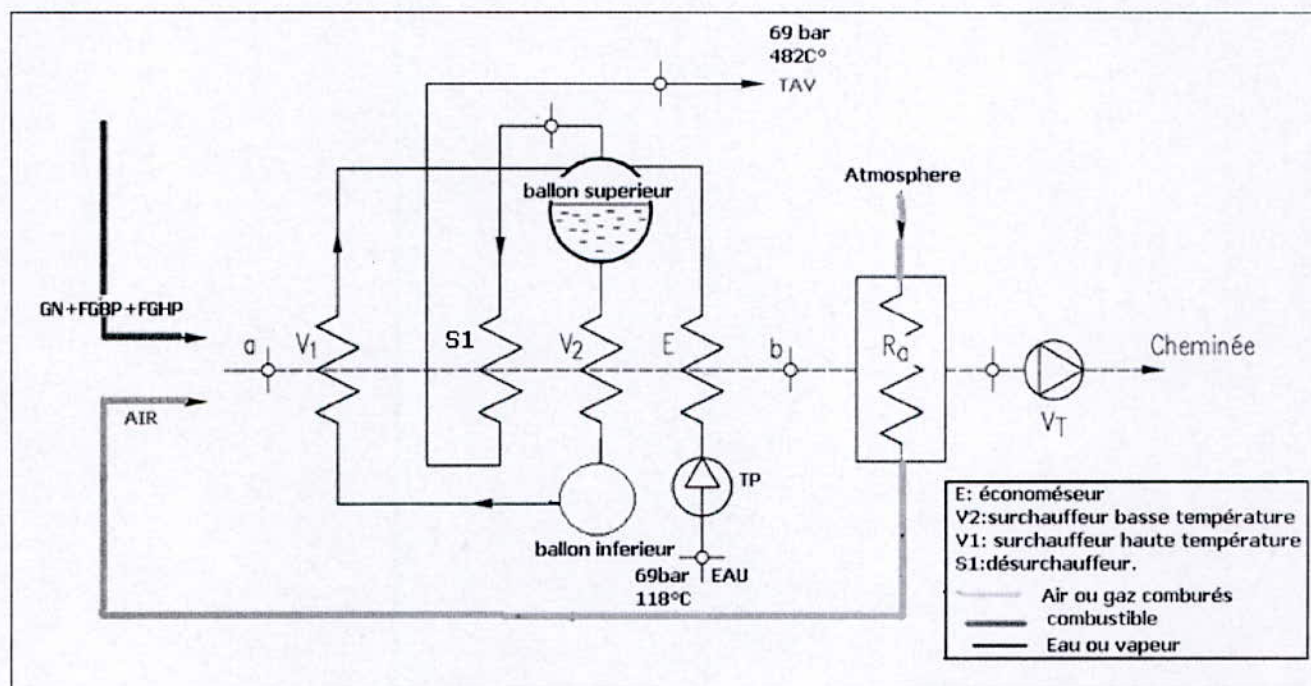 69 bar
482C°
TAV
ballon superieur
Atmosphere
GN+FGBP+FGHP
a
V1
S1
V2
E
b
Ra
Cheminée
AIR
VT
TP
ballon inferieur
EAU
69bar
118°C
E: économéseur
V2:surchauffeur basse température
V1: surchauffeur haute température
S1:désurchauffeur.
Air ou gaz comburés
combustible
Eau ou vapeur